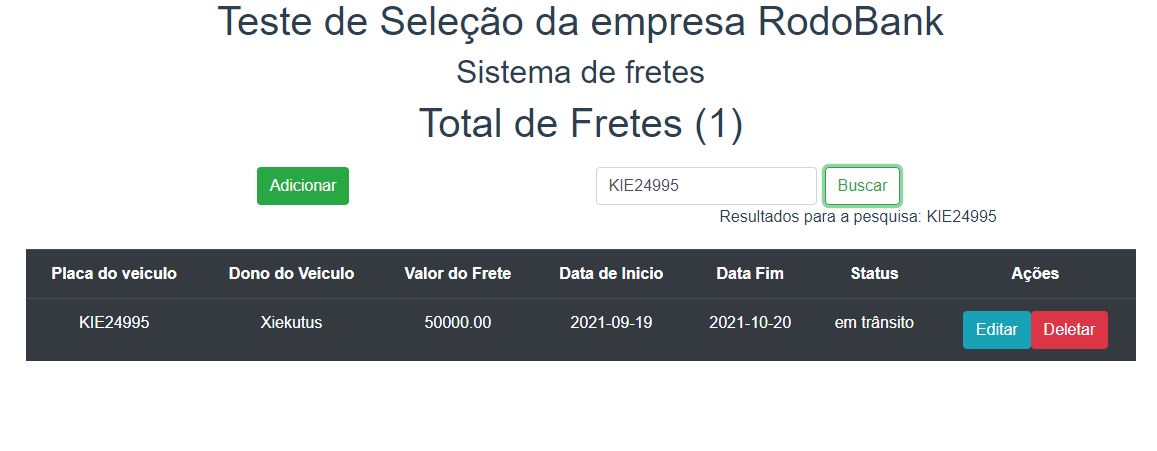 Teste de Seleção da empresa RodoBank
Sistema de fretes
Total de Fretes (1)
Adicionar KIE24995 Buscar
Resultados para a pesquisa: KIE24995
Placa do veiculo Dono do Veiculo Valor do Frete Data de Inicio Data Fim Status Ações
KIE24995 Xiekutus 50000.00 2021-09-19 2021-10-20 em trânsito Editar Deletar